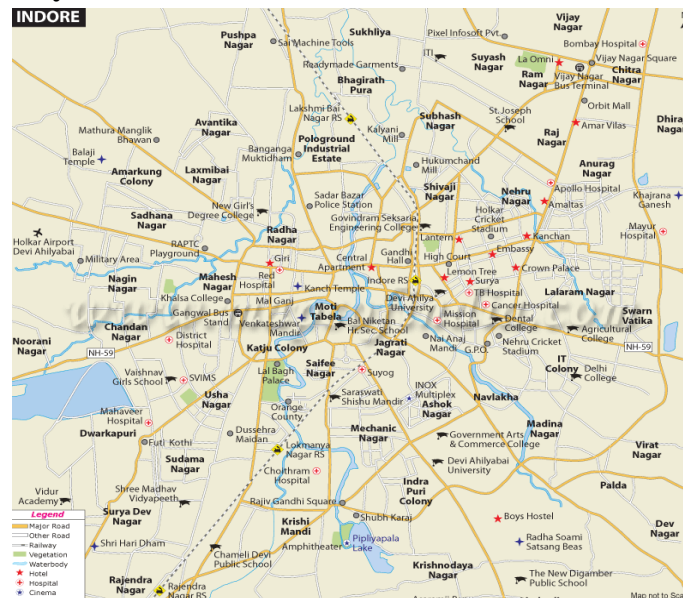 INDORE
Pushpa
Nagar
Sai Machine Tools
Sukhliya
Readymade Garments
Bhagirath
Pura
Pixel Infosoft Pvt.
ITI
Suyash
Nagar
Vijay
Nagar
Bombay Hospital
La Omni
Vijay Nagar Square
Ram
Nagar
Vijay Nagar
Bus Terminal
Chitra
Nagar
Orbit Mall
Lakshmi Bai
Nagar RS
Avantika
Nagar
Mathura Manglik
Bhawan
Balaji
Temple
Amarkung
Colony
Laxmibai
Nagar
Banganga
Muktidham
Pologround
Industrial
Estate
Kalyani
Mill
Subhash
Nagar
St. Joseph
School
Raj
Nagar
Amar Vilas
Dhiraj
Hukumchand
Mill
Anurag
Nagar
Shivaji
Nagar
Nehru
Nagar
Apollo Hospital
Amaltas
Khajrana
Ganesh
Sadhana
Nagar
New Girl's
Degree College
Sadar Bazar
Police Station
Govindram Seksaria
Engineering College
Holkar
Cricket
Stadium
Lantern
Kanchan
Mayur
Hospital
Holkar Airport
Devi Ahilyabai
RAPTC
Playground
Military Area
Radha
Nagar
Giri
Central
Apartment
Gandhi
Hall
High Court
Embassy
Crown Palace
Nagin
Nagar
Mahesh
Nagar
Red
Hospital
Kanch Temple
Indore RS
Lemon Tree
Surya
TB Hospital
Lalaram Nagar
Khalsa College
Mal Ganj
Devi Ahilya
University
Cancer Hospital
Gangwal Bus
Stand
Moti
Tabela
Bal Niketan
Hr. Sec. School
Mission
Hospital
Dental
College
Swarn
Vatika
Chandan
Nagar
Venkateshwar
Mandir
Agricultural
College
Noorani
Nagar
NH-59
District
Hospital
Katju Colony
Jagrati
Nagar
Nai Anaj
Mandi
G.P.O.
Nehru Cricket
Stadium
NH-59
Saifee
Nagar
IT
Colony
Vaishnav
Girls School
SVIMS
Lal Bagh
Palace
Suyog
Delhi
College
Usha
Nagar
Orange
County
Saraswati
Shishu Mandir
INOX
Multiplex
Ashok
Nagar
Navlakha
Mahaveer
Hospital
Dwarkapuri
Futi Kothi
Dussehra
Maidan
Mechanic
Nagar
Government Arts
& Commerce College
Madina
Nagar
Lokmanya
Nagar RS
Virat
Nagar
Sudama
Nagar
Choithram
Hospital
Devi Ahilyabai
University
Vidur
Academy
Shree Madhav
Vidyapeeth
Indra
Puri
Colony
Palda
Rajiv Gandhi Square
Surya Dev
Nagar
Krishi
Mandi
Shubh Karaj
Boys Hostel
Dev
Nagar
Shri Hari Dham
Amphitheater
Pipliyapala
Lake
Radha Soami
Satsang Beas
Chameli Devi
Public School
Krishnodaya
Nagar
The New Digamber
Public School
Rajendra
Nagar
Rajendra
Nagar RS
Map not to Sca
Legend
Major Road
Other Road
Railway
Vegetation
Waterbody
Hotel
Hospital
Cinema